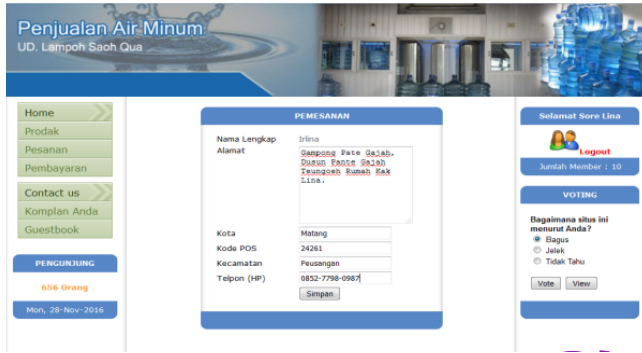 Penjualan Air Minum
UD. Lampoh Saoh Qua
Home
Prodak
Pesanan
Pembayaran
Contact us
Komplan Anda
Guestbook
PENGUNJUNG
656 Orang
Mon, 28-Nov-2016
PEMESANAN
Nama Lengkap Irlina
Alamat Gampong Pate Gajah,
Dusun Pante Gajah
Teungoeh Rumah Kak
Lina.
Kota Matang
Kode POS 24261
Kecamatan Peusangan
Telpon (HP) 0852-7798-0987
Simpan
Selamat Sore Lina
Logout
Jumlah Member : 10
VOTING
Bagaimana situs ini
menurut Anda?
Bagus
Jelek
Tidak Tahu
Vote View